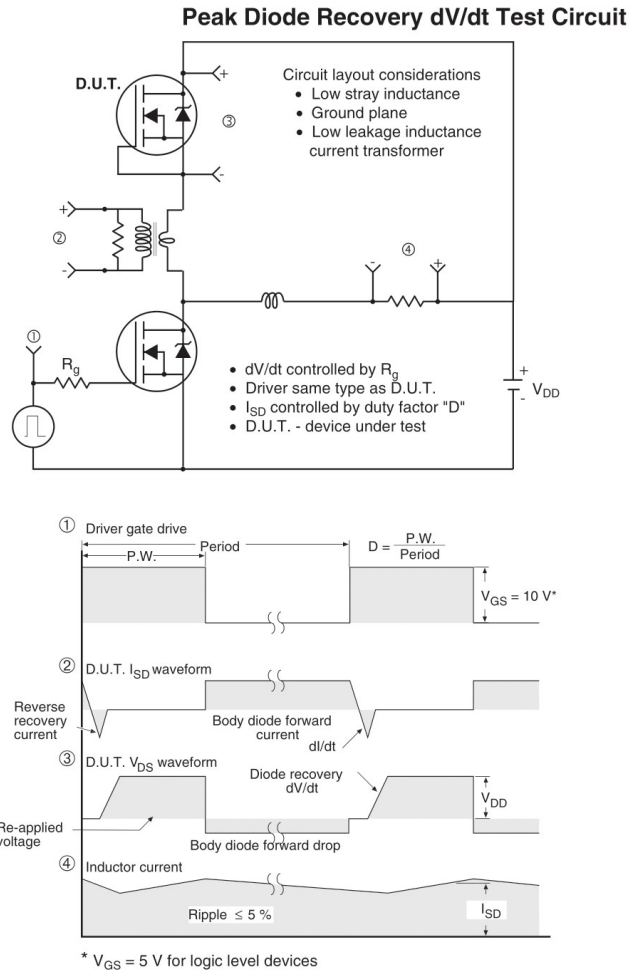 Peak Diode Recovery dV/dt Test Circuit
D.U.T.
+
③
-
Circuit layout considerations
• Low stray inductance
• Ground plane
• Low leakage inductance
current transformer
+
②
-
④
-
+
①
Rg
• dV/dt controlled by Rg
• Driver same type as D.U.T.
• ISD controlled by duty factor "D"
• D.U.T. - device under test
+
-
VDD
① Driver gate drive
P.W.
Period
D = P.W.
Period
VGS = 10 V*
② D.U.T. ISD waveform
Reverse
recovery
current
Body diode forward
current
dI/dt
③ D.U.T. VDS waveform
Diode recovery
dV/dt
VDD
Re-applied
voltage
Body diode forward drop
④ Inductor current
Ripple ≤ 5 %
ISD
* VGS = 5 V for logic level devices